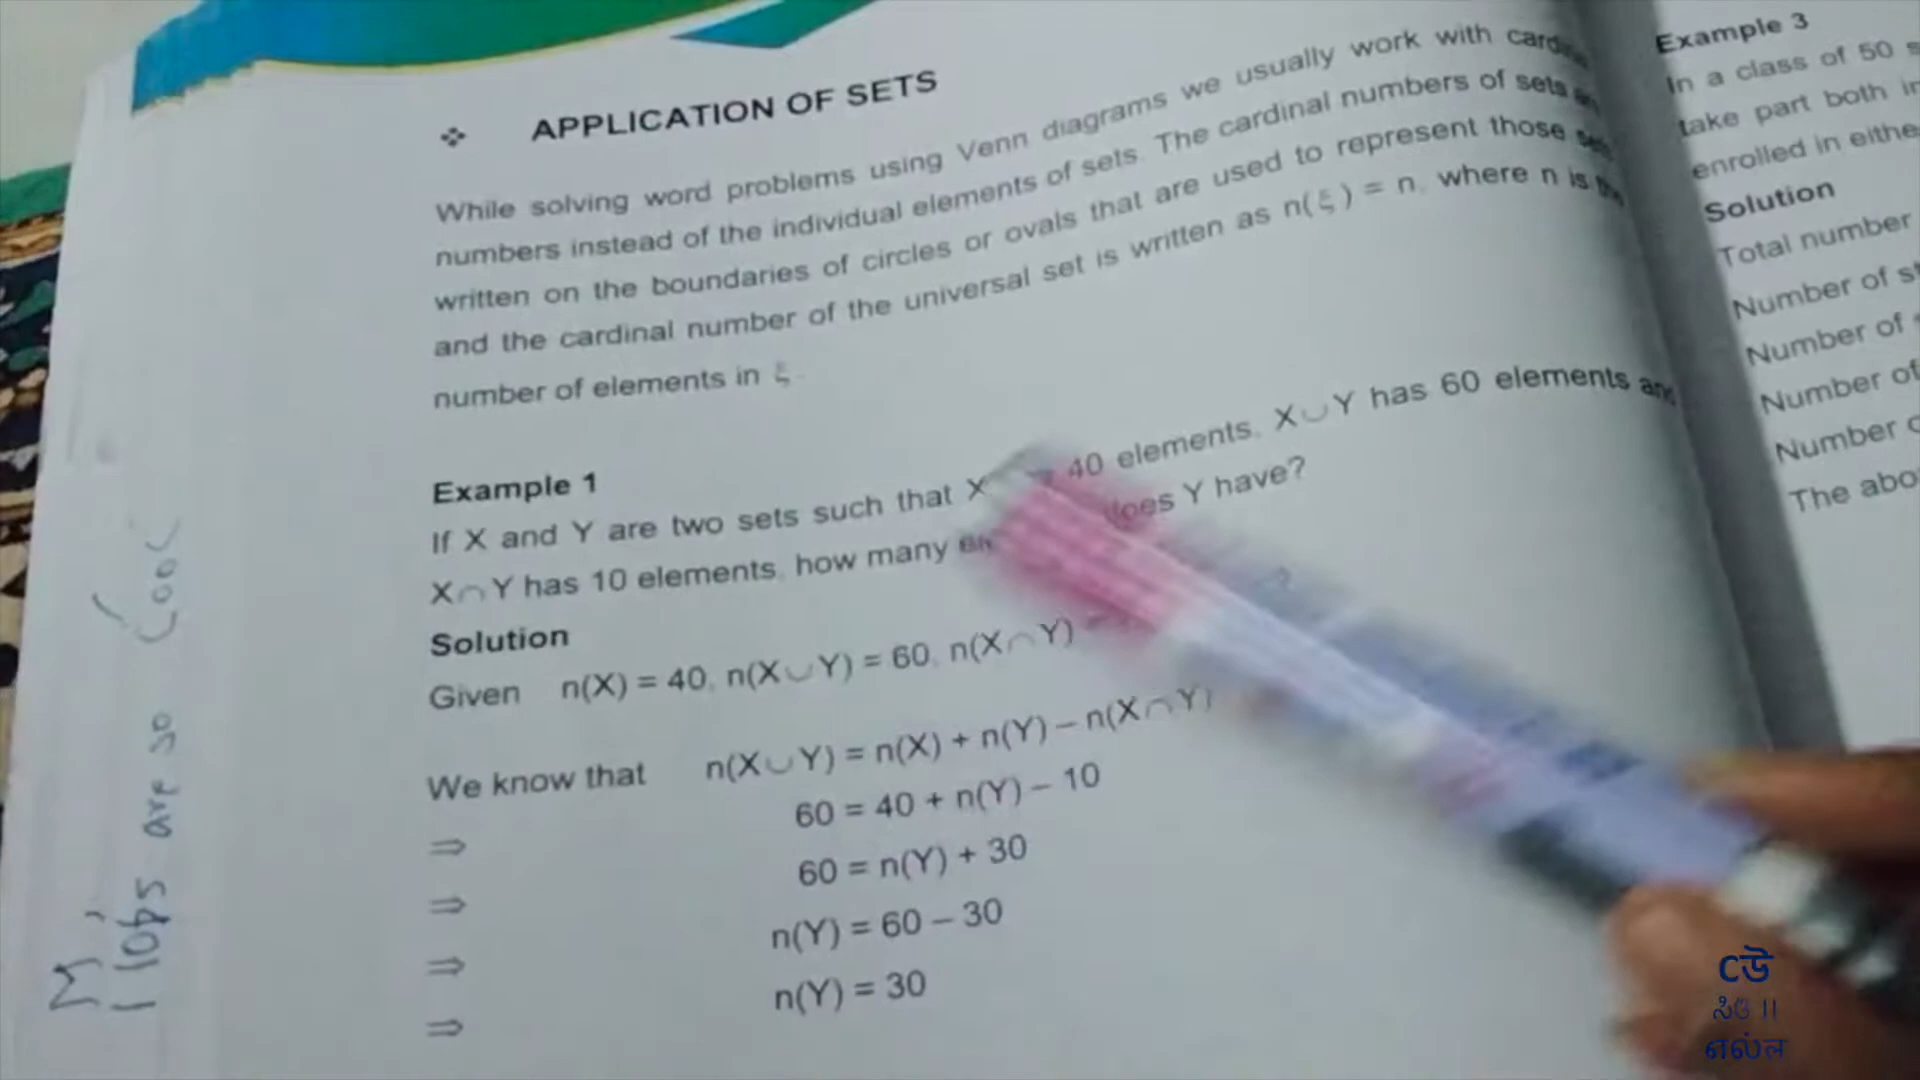 ❖ APPLICATION OF SETS
While solving word problems using Venn diagrams we usually work with
numbers instead of the individual elements of sets. The cardinal numbers of sets
written on the boundaries of circles or ovals that are used to represent those
and the cardinal number of the universal set is written as n(ξ) = n, where n is
number of elements in ξ.
Example 1
If X and Y are two sets such that X 40 elements, X∪Y has 60 elements and
X∩Y has 10 elements, how many does Y have?
Solution
Given n(X) = 40, n(X∪Y) = 60, n(X∩Y)
We know that n(X∪Y) = n(X) + n(Y) – n(X∩Y)
⇒ 60 = 40 + n(Y) – 10
⇒ 60 = n(Y) + 30
⇒ n(Y) = 60 – 30
⇒ n(Y) = 30
Example 3
In a class of 50
take part both
enrolled in
Solution
Total number
Number of
Number of
Number of
Number
The
are so
Cউ
எல்ல